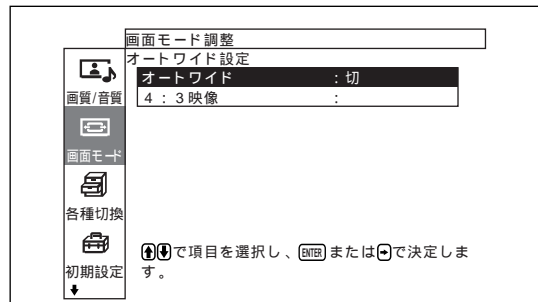 画面モード調整
オートワイド設定
オートワイド : 切
4 : 3映像 :
画質/音質
画面モード
各種切換
初期設定
で項目を選択し、ENTERまたはで決定しま
す。